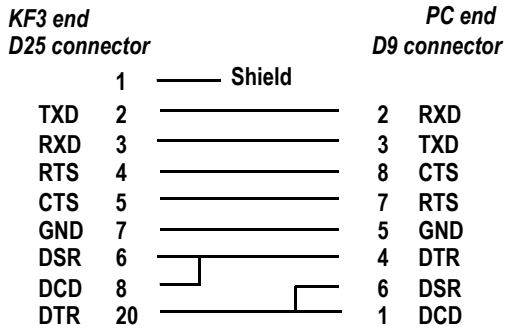 KF3 end PC end
D25 connector D9 connector
1 Shield
TXD 2 2 RXD
RXD 3 3 TXD
RTS 4 8 CTS
CTS 5 7 RTS
GND 7 5 GND
DSR 6 4 DTR
DCD 8 6 DSR
DTR 20 1 DCD